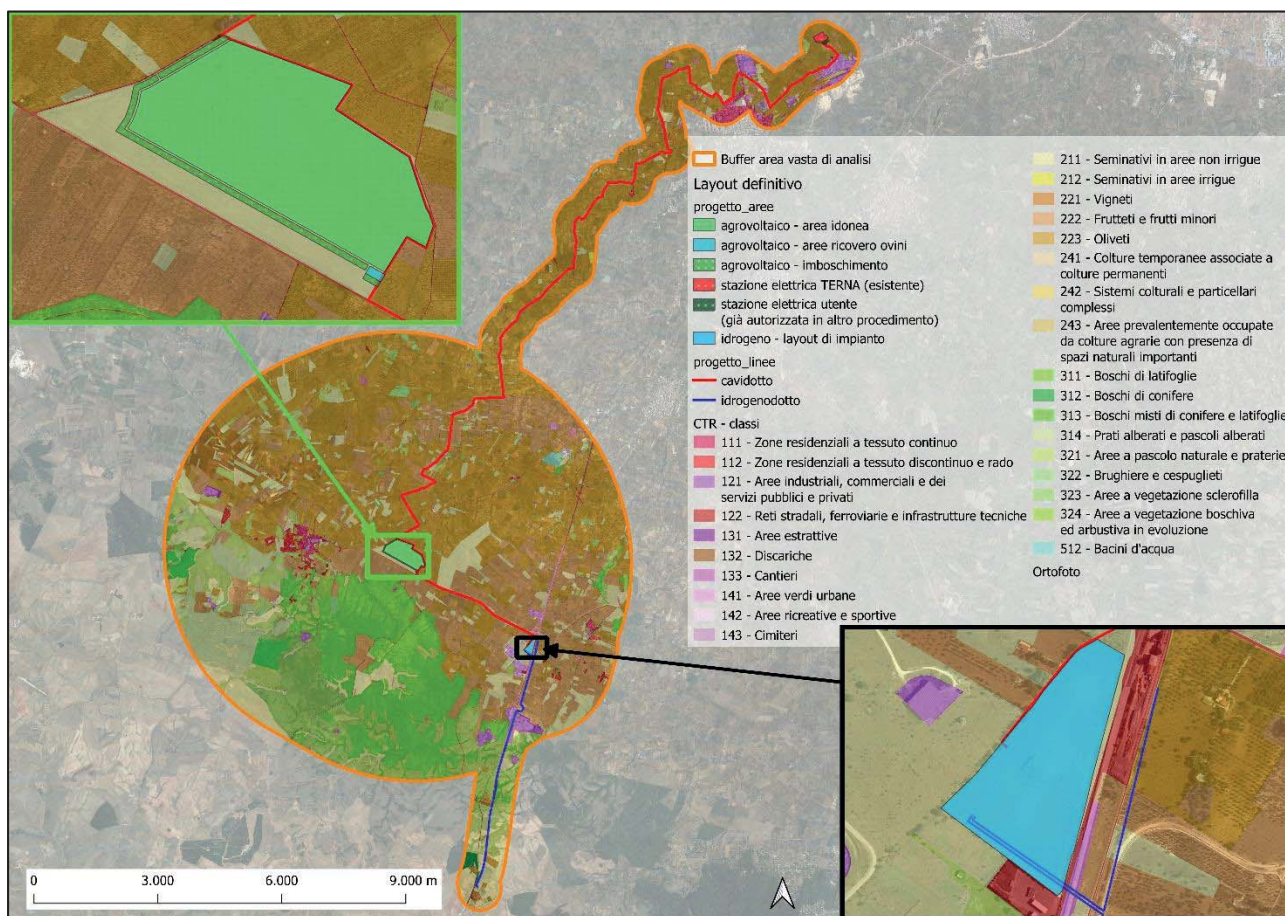 Buffer area vasta di analisi
Layout definitivo
progetto_aree
agrovoltaico - area idonea
agrovoltaico - aree ricovero ovini
agrovoltaico - imboschimento
stazione elettrica TERNA (esistente)
stazione elettrica utente
(già autorizzata in altro procedimento)
idrogeno - layout di impianto
progetto_linee
cavidotto
idrogenodotto
CTR - classi
111 - Zone residenziali a tessuto continuo
112 - Zone residenziali a tessuto discontinuo e rado
121 - Aree industriali, commerciali e dei
servizi pubblici e privati
122 - Reti stradali, ferroviarie e infrastrutture tecniche
131 - Aree estrattive
132 - Discariche
133 - Cantieri
141 - Aree verdi urbane
142 - Aree ricreative e sportive
143 - Cimiteri
211 - Seminativi in aree non irrigue
212 - Seminativi in aree irrigue
221 - Vigneti
222 - Frutteti e frutti minori
223 - Oliveti
241 - Colture temporanee associate a
colture permanenti
242 - Sistemi colturali e particellari
complessi
243 - Aree prevalentemente occupate
da colture agrarie con presenza di
spazi naturali importanti
311 - Boschi di latifoglie
312 - Boschi di conifere
313 - Boschi misti di conifere e latifoglie
314 - Prati alberati e pascoli alberati
321 - Aree a pascolo naturale e praterie
322 - Brughiere e cespuglieti
323 - Aree a vegetazione sclerofilla
324 - Aree a vegetazione boschiva
ed arbustiva in evoluzione
512 - Bacini d'acqua
Ortofoto
0 3.000 6.000 9.000 m